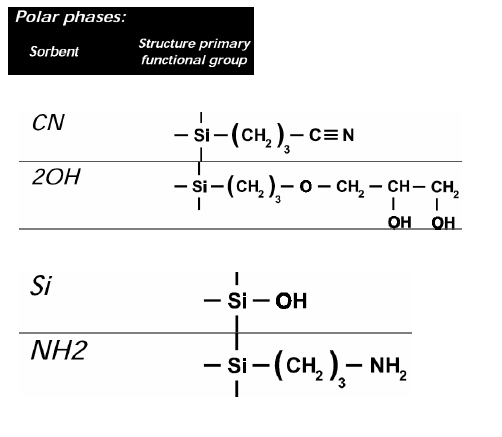 Polar phases:
Sorbent
Structure primary
functional group
CN
– Si – (CH₂)₃ – C≡N
2OH
– Si – (CH₂)₃ – O – CH₂ – CH – CH₂
OH OH
Si
– Si – OH
NH2
– Si – (CH₂)₃ – NH₂